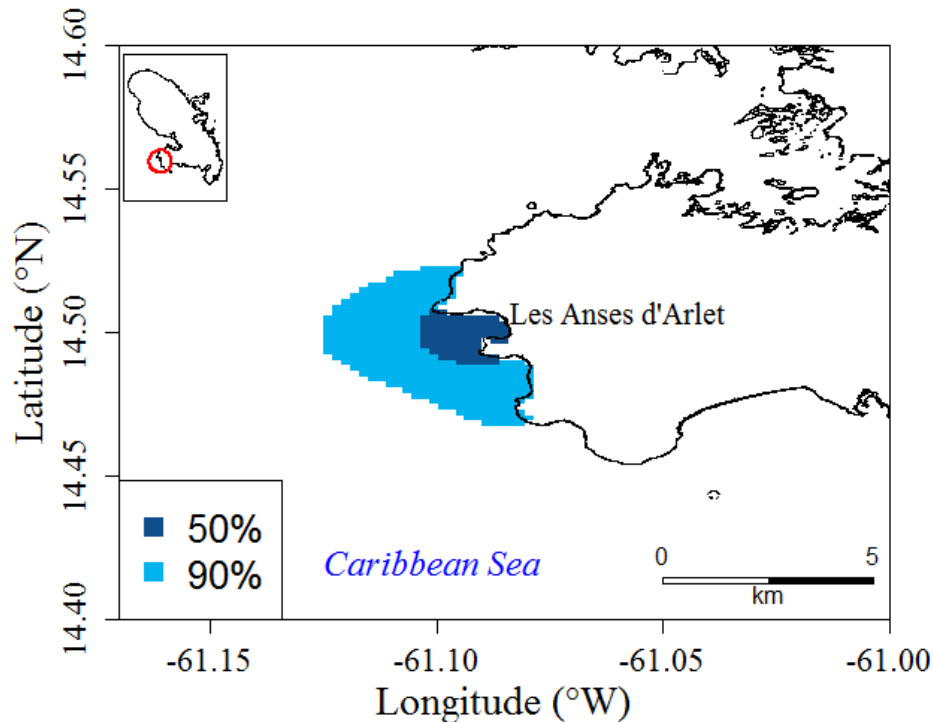 14.60
14.55
14.50
14.45
14.40
Latitude (°N)
Les Anses d'Arlet
50%
90%
Caribbean Sea
0 5
km
-61.15 -61.10 -61.05 -61.00
Longitude (°W)